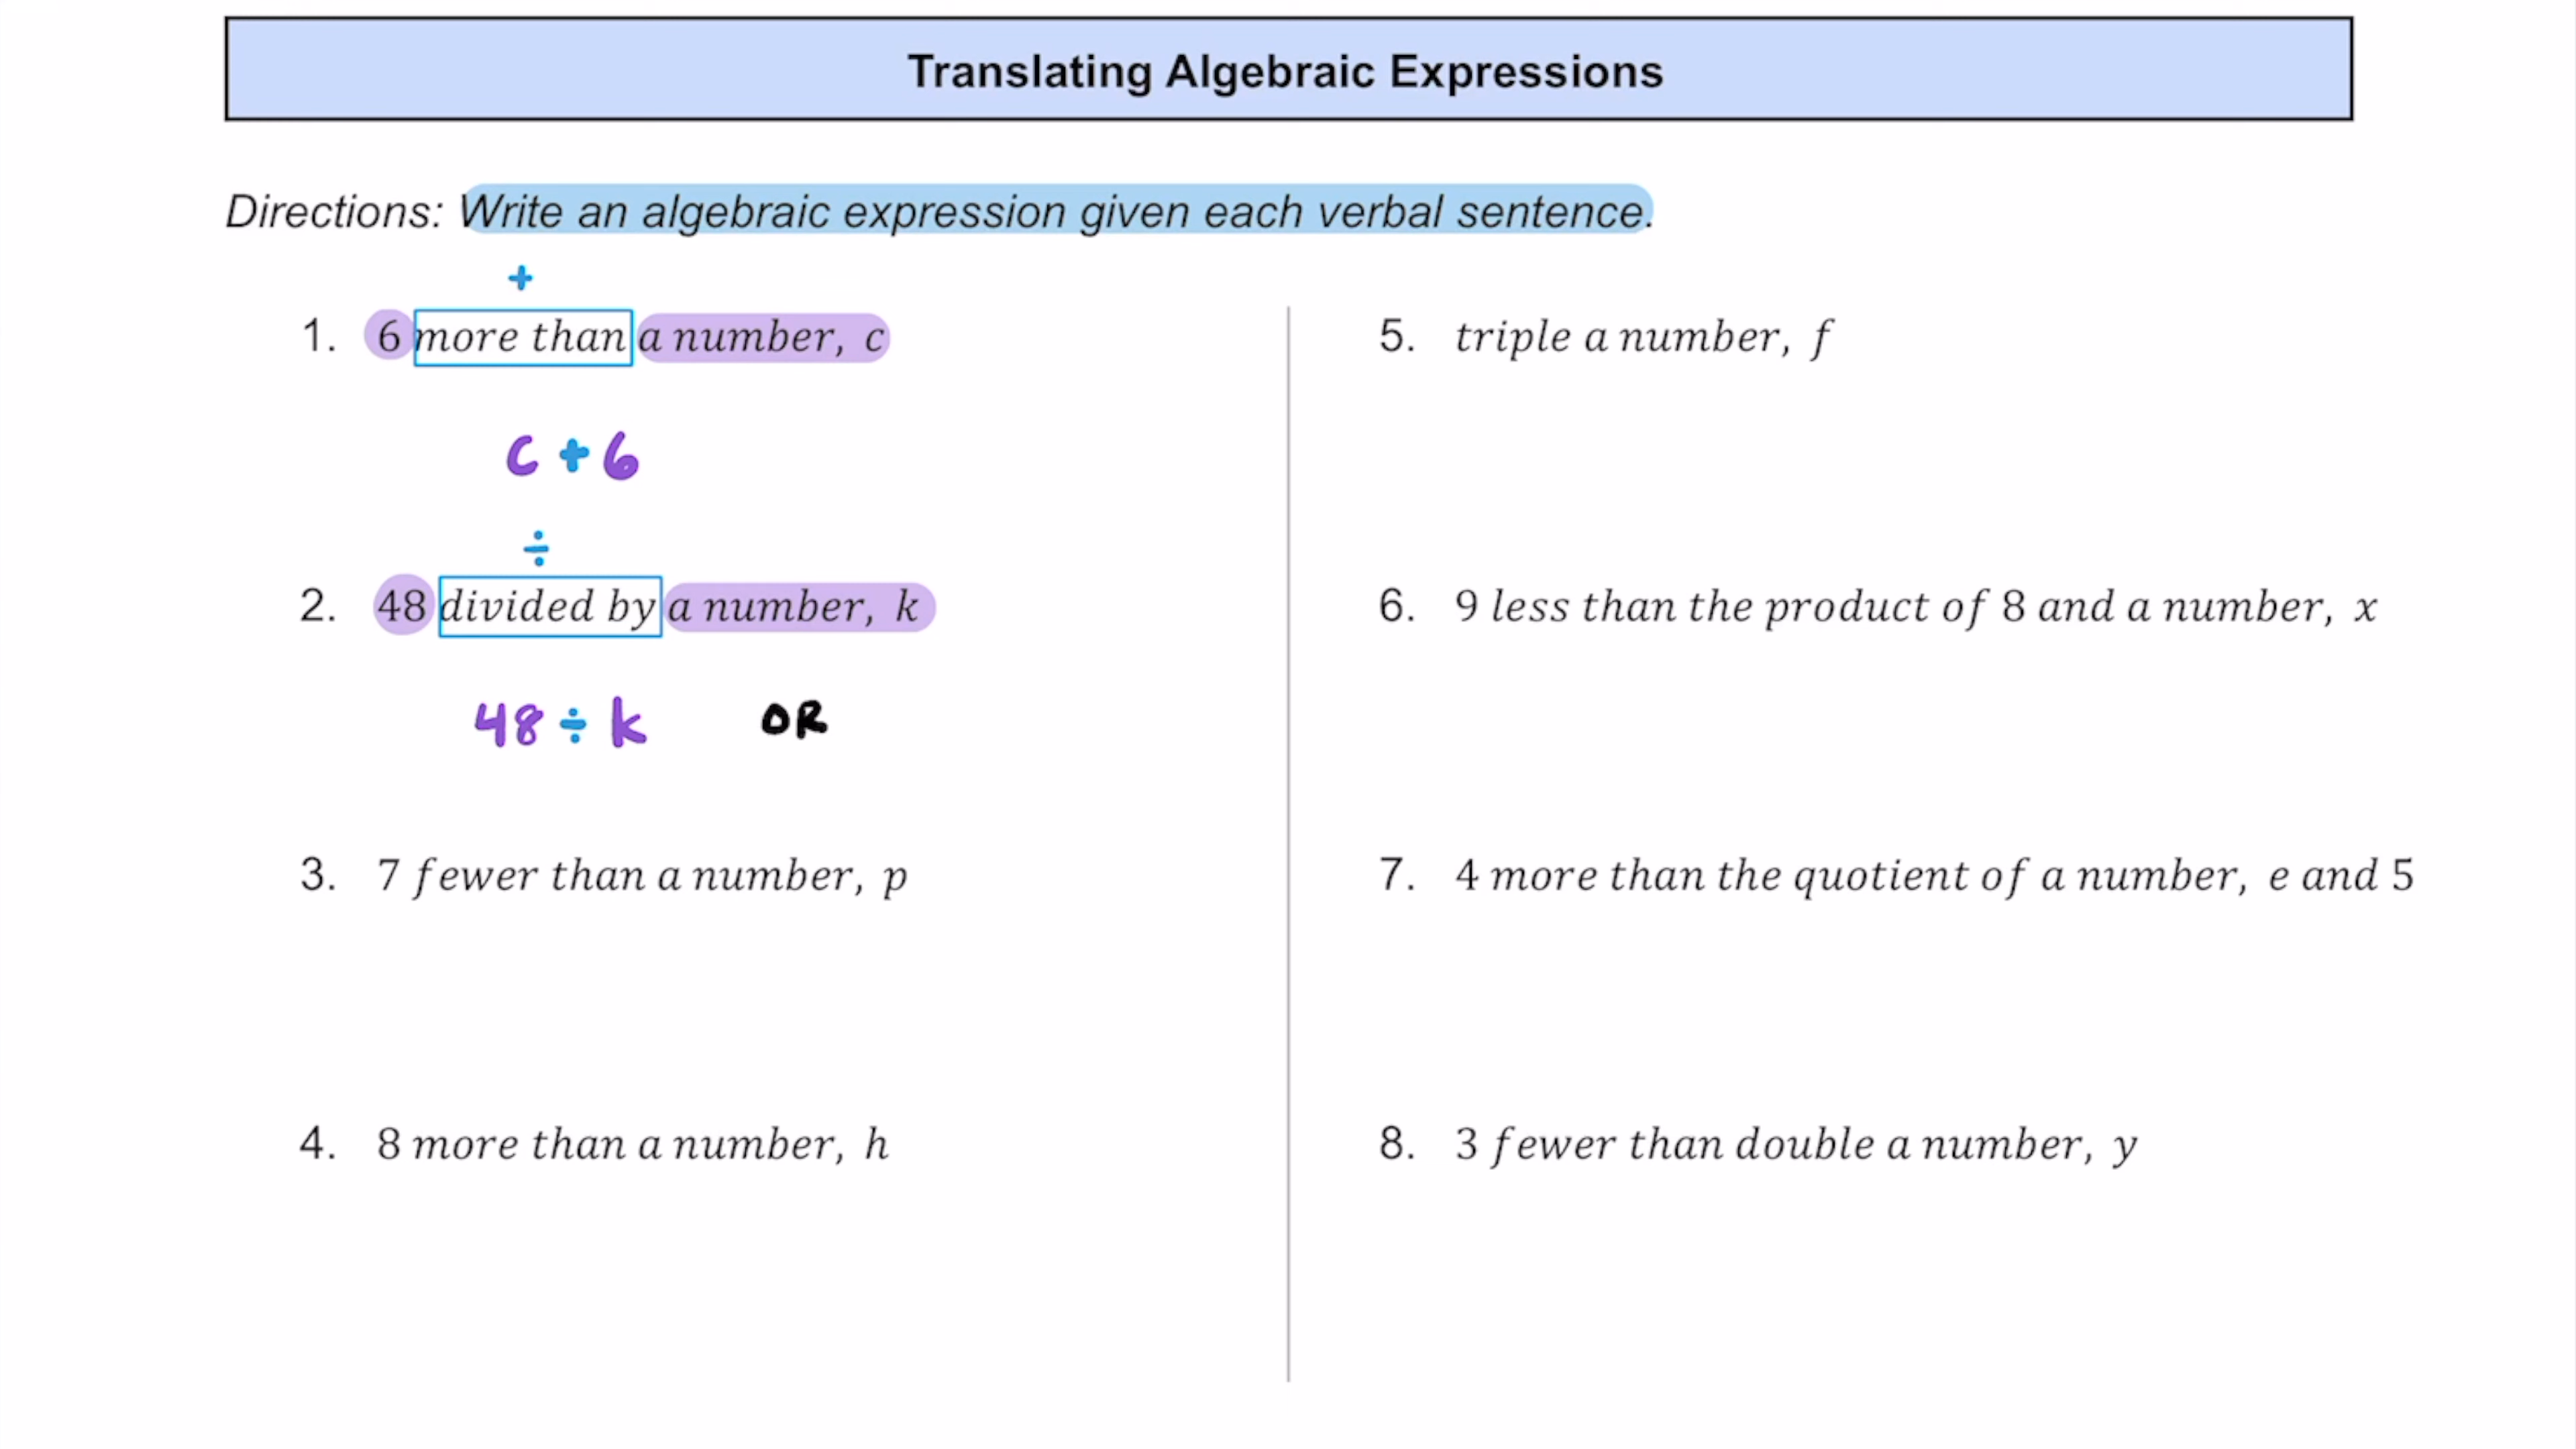 Translating Algebraic Expressions
Directions: Write an algebraic expression given each verbal sentence.
+
1. 6 more than a number, c
c + 6
÷
2. 48 divided by a number, k
48 ÷ k OR
3. 7 fewer than a number, p
4. 8 more than a number, h
5. triple a number, f
6. 9 less than the product of 8 and a number, x
7. 4 more than the quotient of a number, e and 5
8. 3 fewer than double a number, y